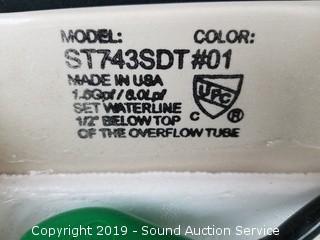 MODEL: COLOR:
ST743SDT #01
MADE IN USA
1.6Gpf / 6.0Lpf
SET WATERLINE
1/2" BELOW TOP
OF THE OVERFLOW TUBE
UPC
C ®
Copyright 2019 - Sound Auction Service